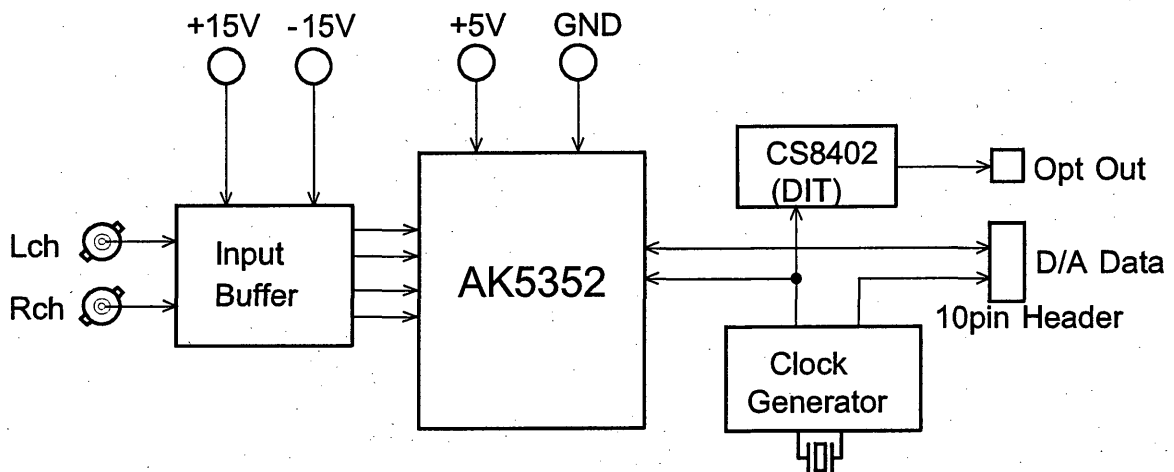 +15V -15V +5V GND
CS8402
(DIT)
Opt Out
Lch
Input
Buffer
Rch
AK5352
D/A Data
10pin Header
Clock
Generator